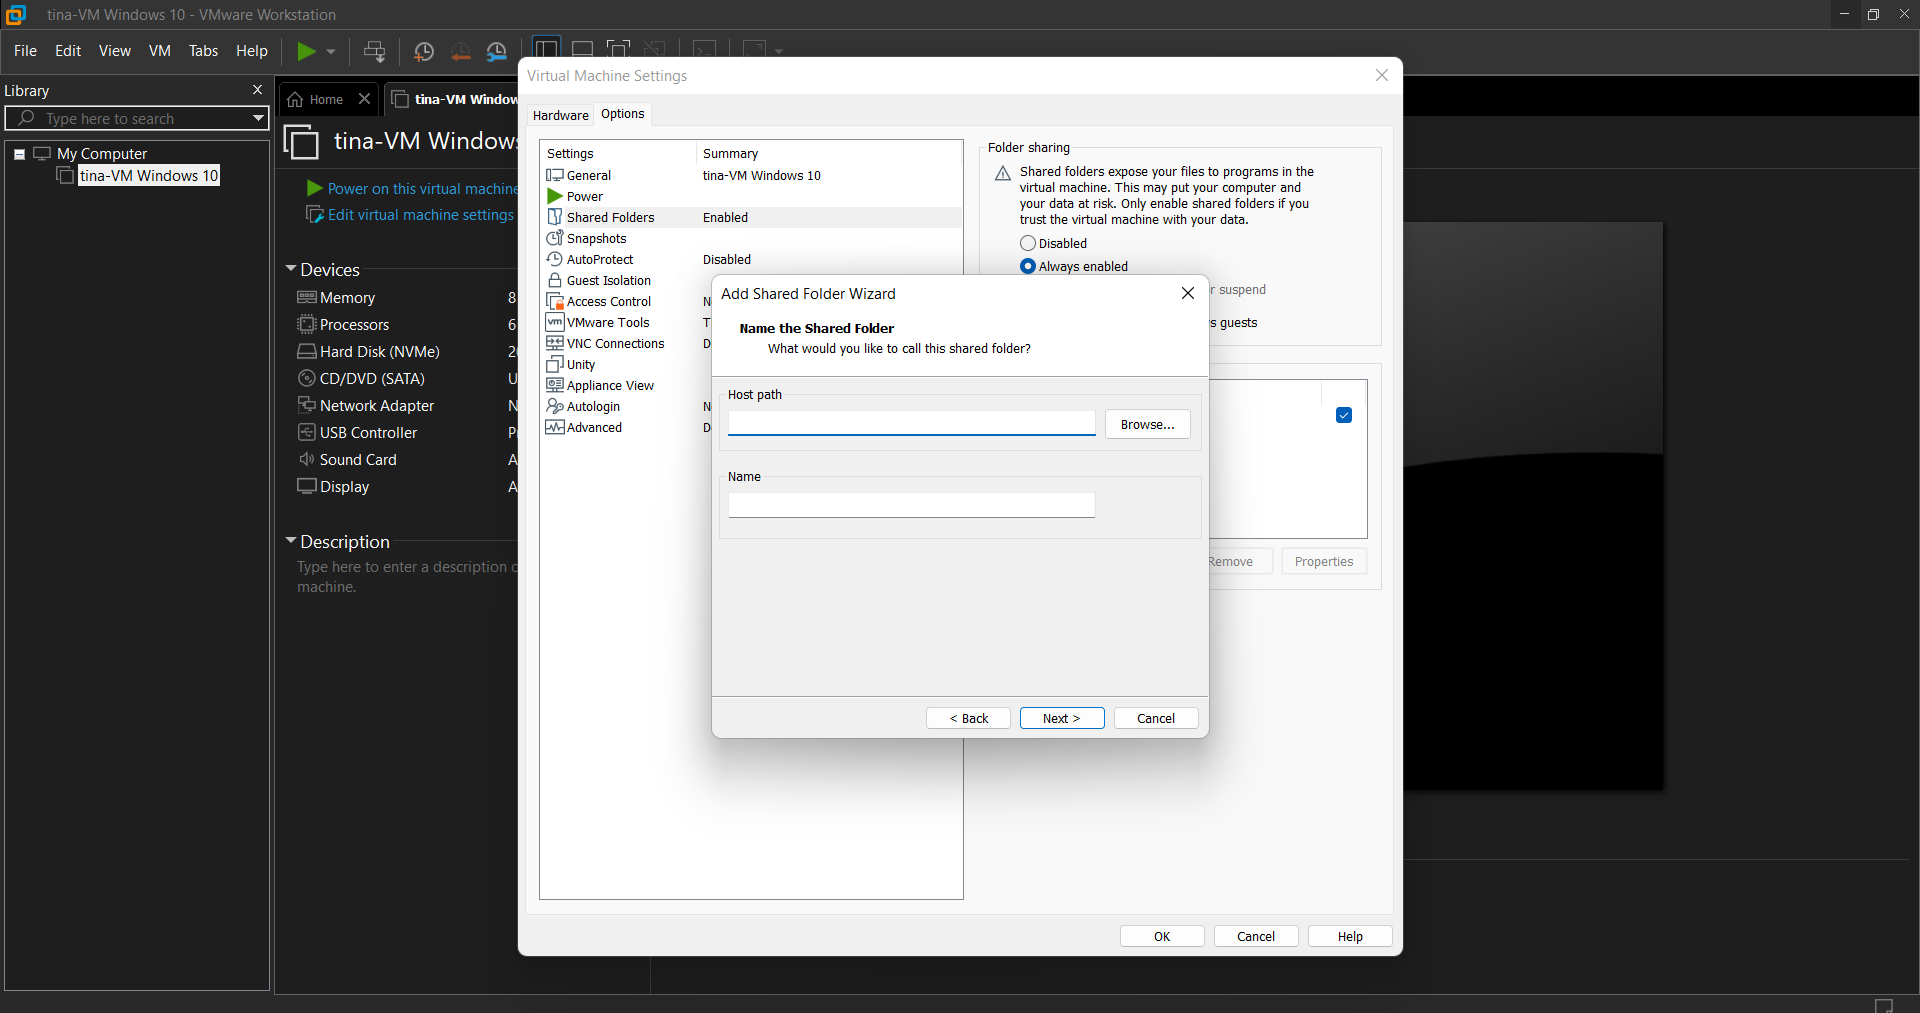 tina-VM Windows 10 - VMware Workstation
File Edit View VM Tabs Help
Library
Type here to search
My Computer
tina-VM Windows 10
Home
tina-VM Window
tina-VM Windows
Power on this virtual machine
Edit virtual machine settings
Devices
Memory 8
Processors 6
Hard Disk (NVMe) 2
CD/DVD (SATA) U
Network Adapter N
USB Controller P
Sound Card A
Display A
Description
Type here to enter a description o
machine.
Virtual Machine Settings
Hardware Options
Settings Summary
General tina-VM Windows 10
Power
Shared Folders Enabled
Snapshots
AutoProtect Disabled
Guest Isolation
Access Control N
VMware Tools T
VNC Connections D
Unity
Appliance View
Autologin N
Advanced D
Folder sharing
Shared folders expose your files to programs in the
virtual machine. This may put your computer and
your data at risk. Only enable shared folders if you
trust the virtual machine with your data.
Disabled
Always enabled
r suspend
s guests
Remove Properties
OK Cancel Help
Add Shared Folder Wizard
Name the Shared Folder
What would you like to call this shared folder?
Host path
Browse...
Name
< Back Next > Cancel